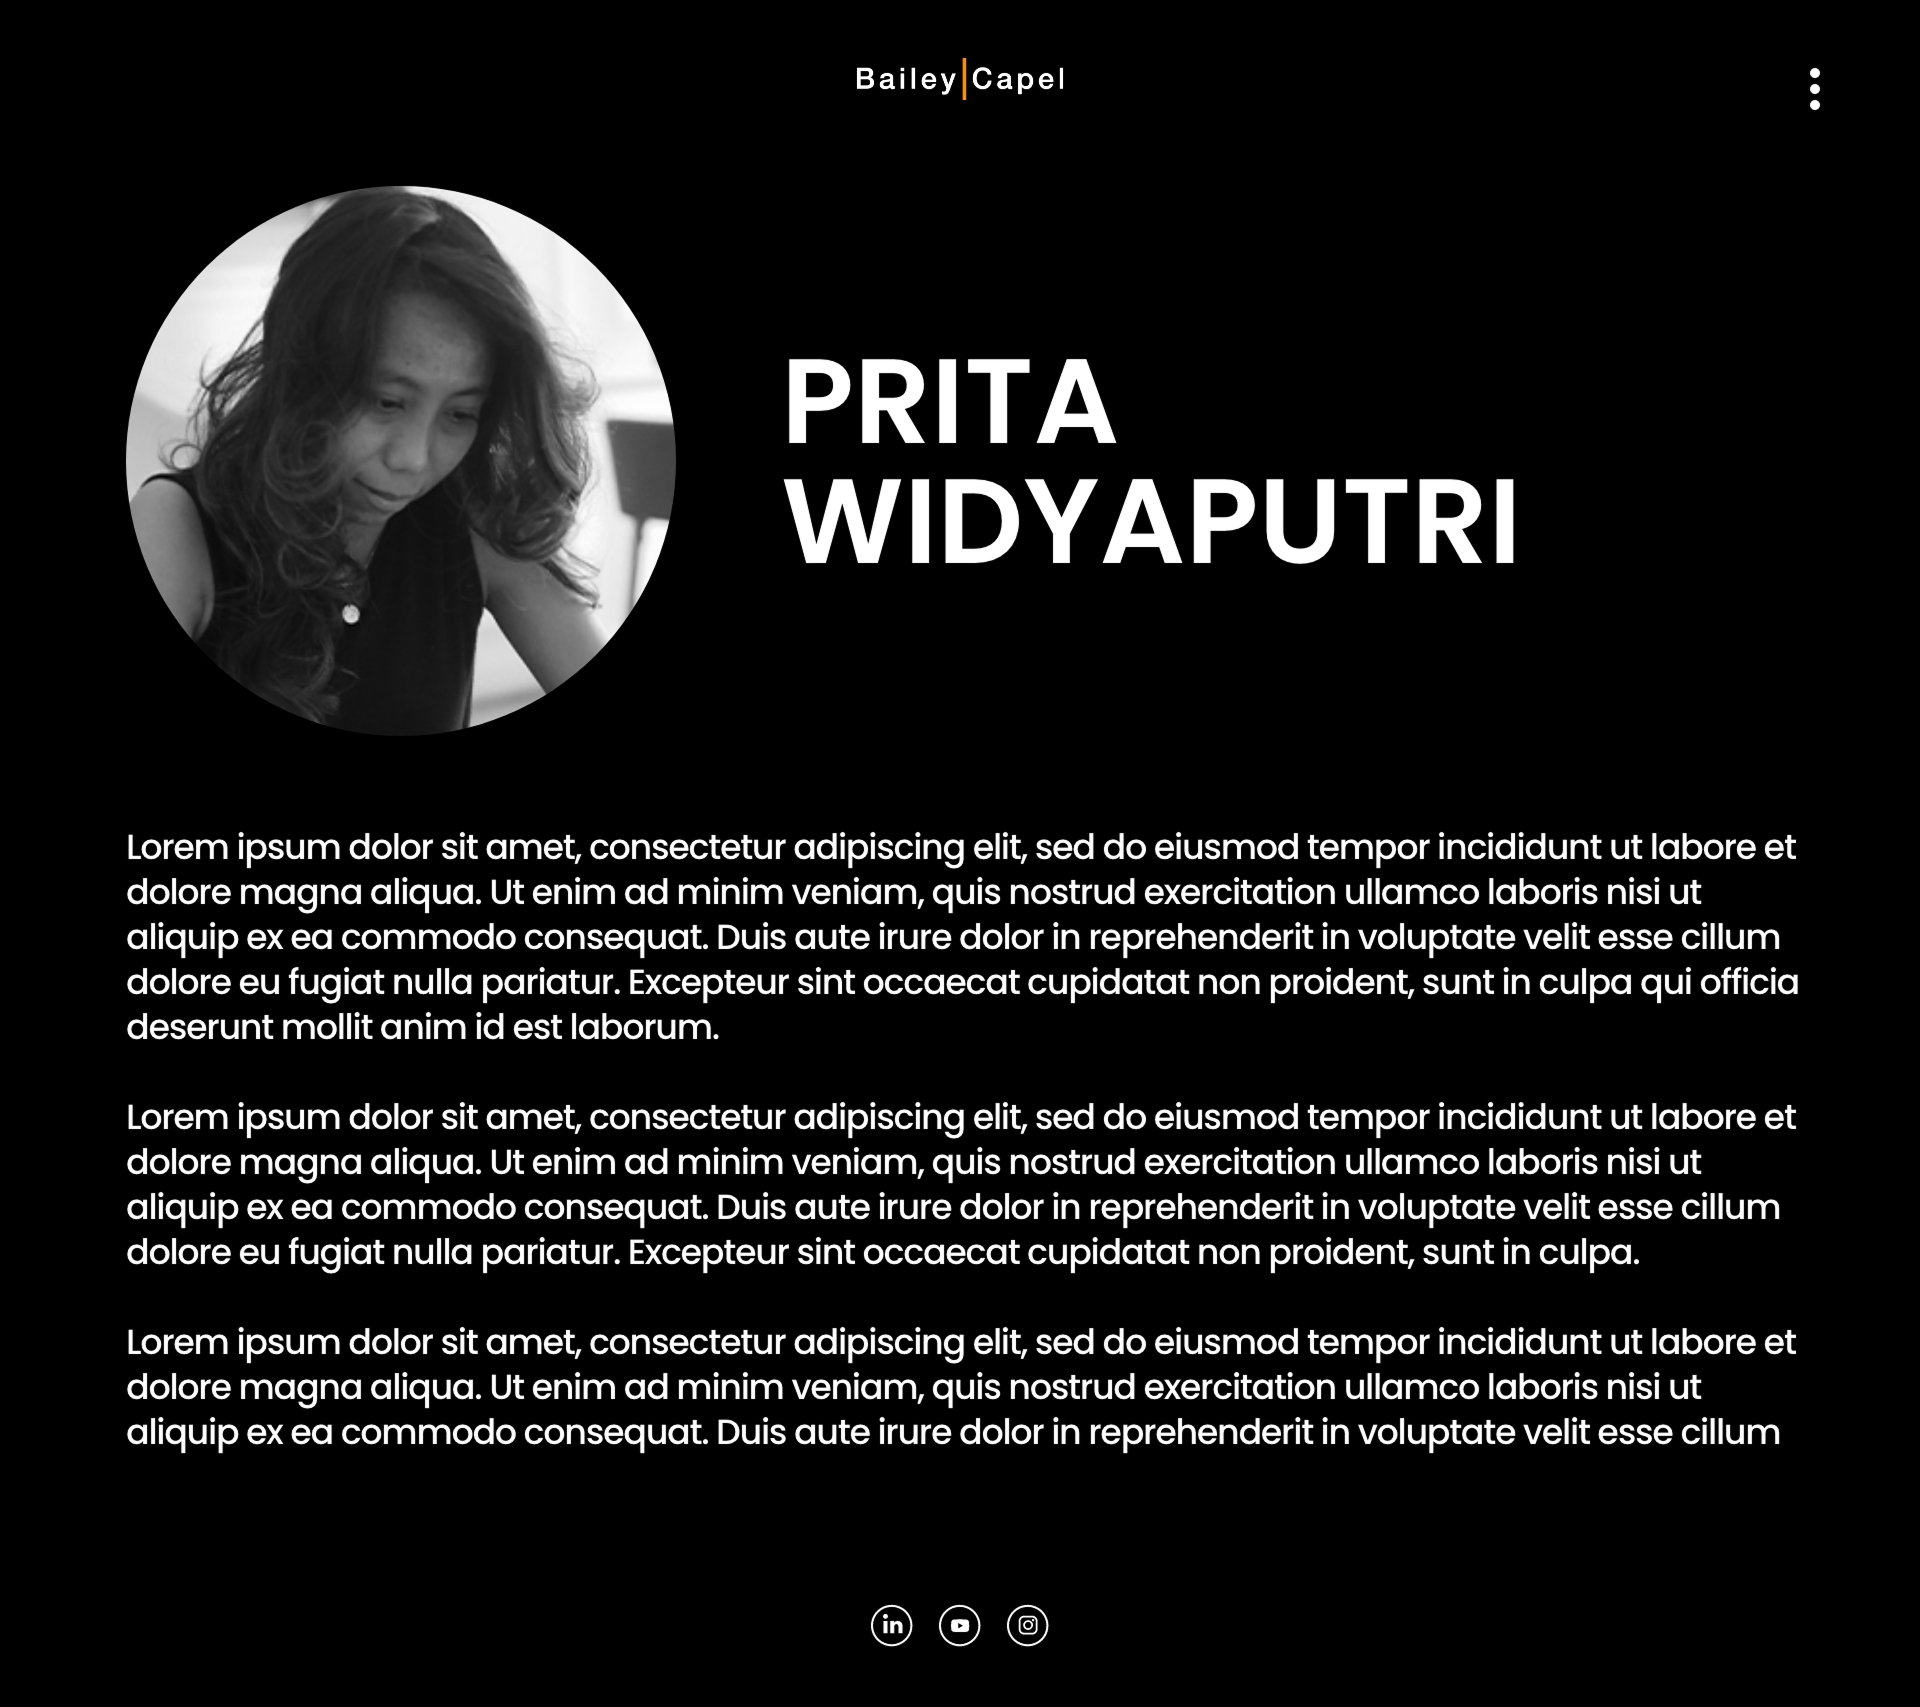 Bailey|Capel
PRITA
WIDYAPUTRI
Lorem ipsum dolor sit amet, consectetur adipiscing elit, sed do eiusmod tempor incididunt ut labore et
dolore magna aliqua. Ut enim ad minim veniam, quis nostrud exercitation ullamco laboris nisi ut
aliquip ex ea commodo consequat. Duis aute irure dolor in reprehenderit in voluptate velit esse cillum
dolore eu fugiat nulla pariatur. Excepteur sint occaecat cupidatat non proident, sunt in culpa qui officia
deserunt mollit anim id est laborum.
Lorem ipsum dolor sit amet, consectetur adipiscing elit, sed do eiusmod tempor incididunt ut labore et
dolore magna aliqua. Ut enim ad minim veniam, quis nostrud exercitation ullamco laboris nisi ut
aliquip ex ea commodo consequat. Duis aute irure dolor in reprehenderit in voluptate velit esse cillum
dolore eu fugiat nulla pariatur. Excepteur sint occaecat cupidatat non proident, sunt in culpa.
Lorem ipsum dolor sit amet, consectetur adipiscing elit, sed do eiusmod tempor incididunt ut labore et
dolore magna aliqua. Ut enim ad minim veniam, quis nostrud exercitation ullamco laboris nisi ut
aliquip ex ea commodo consequat. Duis aute irure dolor in reprehenderit in voluptate velit esse cillum
in